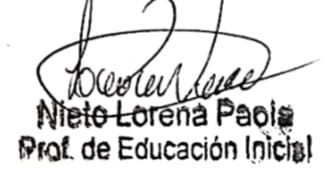 Nieto Lorena Paola
Prof. de Educación Inicial